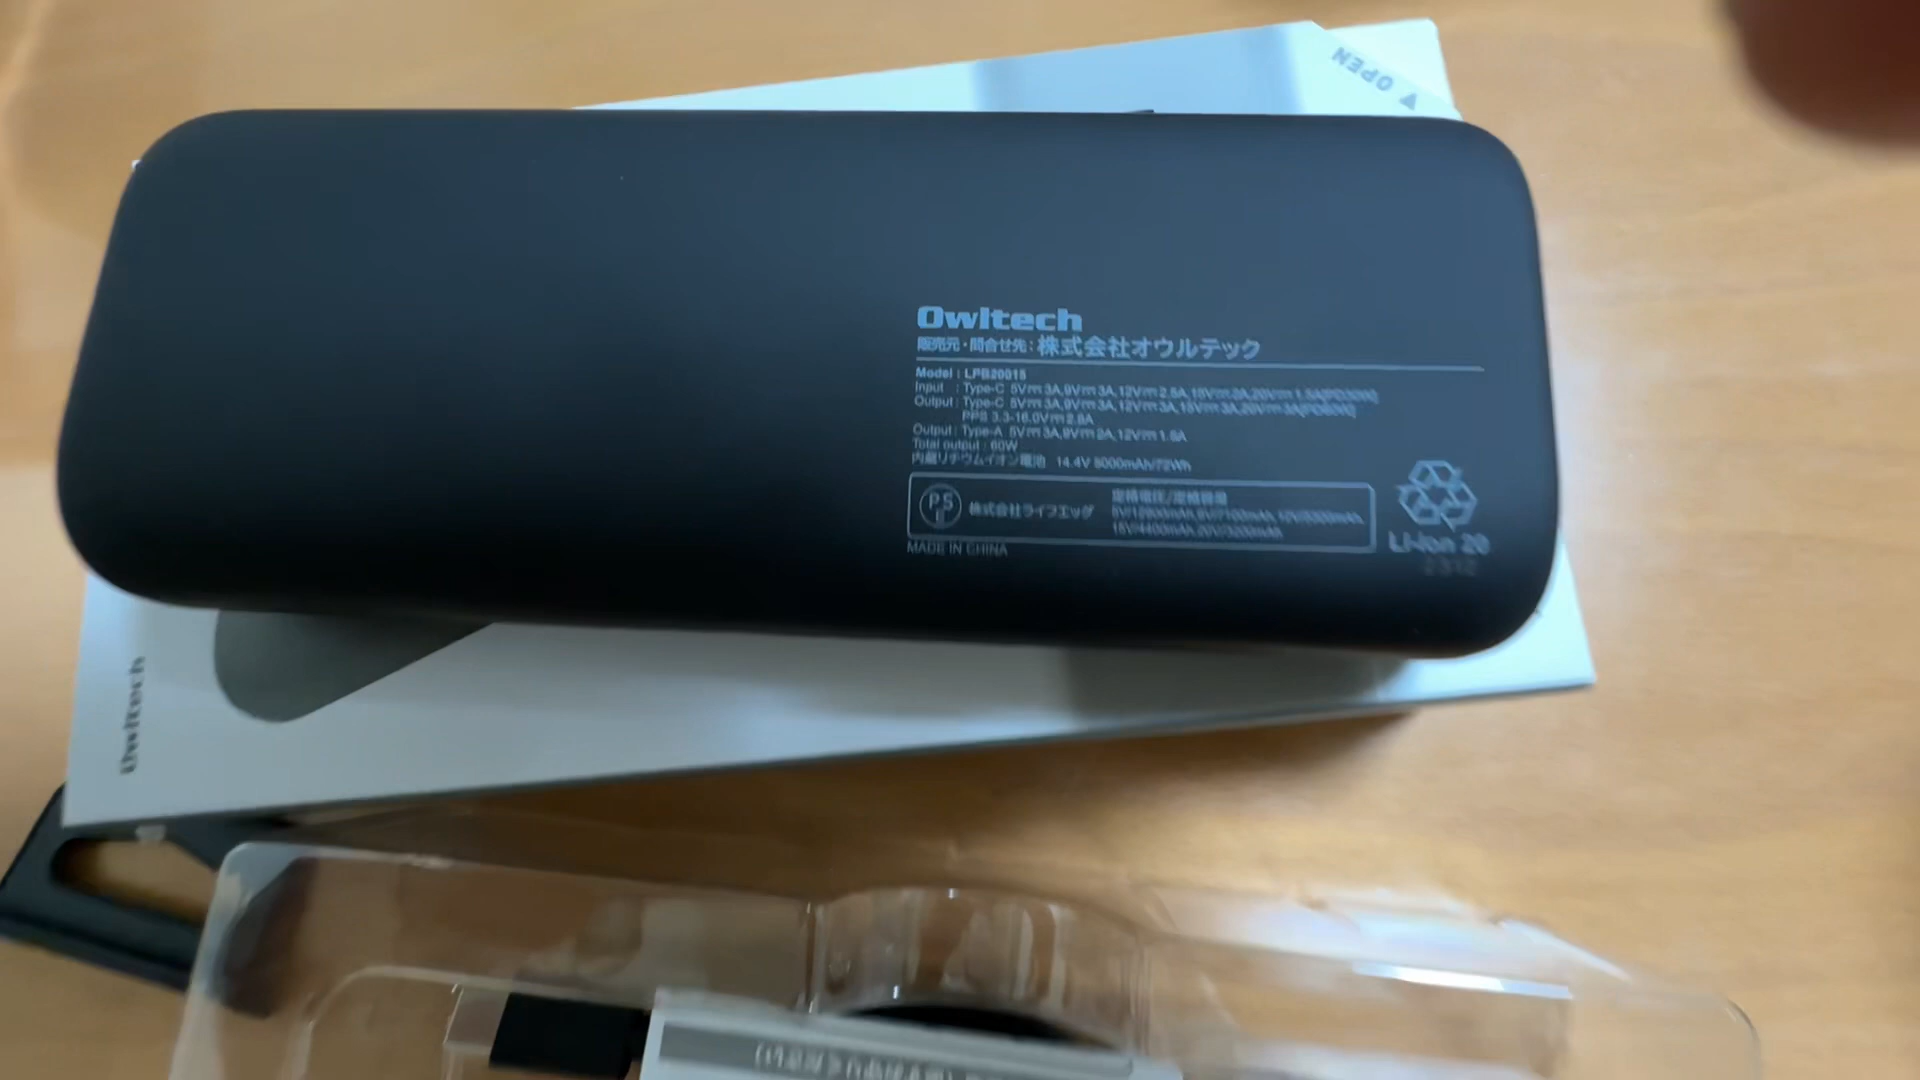 OPEN
Owltech
販売元・問合せ先：株式会社オウルテック
Model : LPB20015
Input : Type-C 5V⎓3A,9V⎓3A,12V⎓2.5A,15V⎓2A,20V⎓1.5A
Output : Type-C 5V⎓3A,9V⎓3A,12V⎓3A,15V⎓3A,20V⎓3A
PPS 3.3-16.0V⎓2.8A
Output : Type-A 5V⎓3A,9V⎓2A,12V⎓1.5A
Total output : 60W
内蔵リチウムイオン電池 14.4V 5000mAh/72Wh
PS
株式会社ライフエッグ
定格電圧/定格容量
MADE IN CHINA
Li-ion 20
2312
Owltech